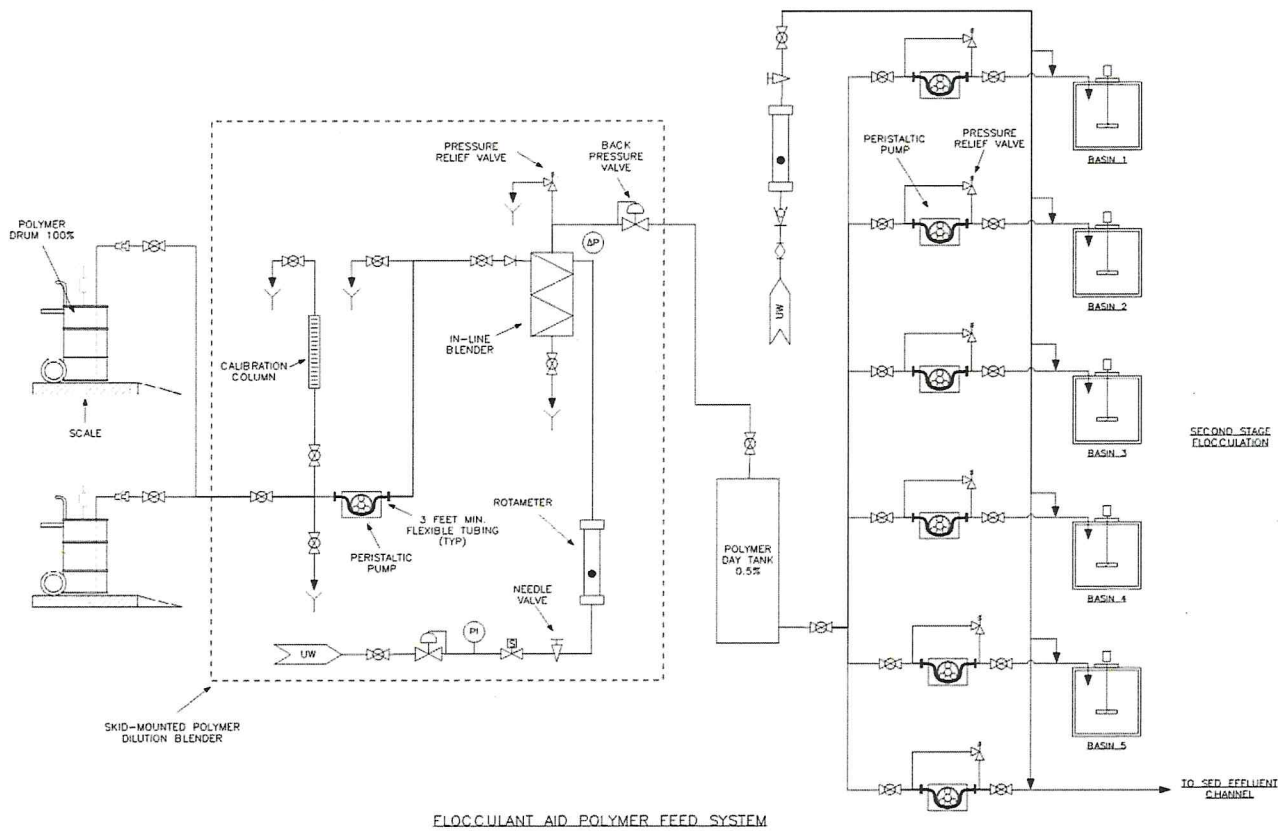 PRESSURE
RELIEF VALVE
BACK
PRESSURE
VALVE
ΔP
POLYMER
DRUM 100%
IN-LINE
BLENDER
CALIBRATION
COLUMN
SCALE
3 FEET MIN.
FLEXIBLE TUBING
(TYP)
PERISTALTIC
PUMP
ROTAMETER
NEEDLE
VALVE
PI
S
UW
SKID-MOUNTED POLYMER
DILUTION BLENDER
POLYMER
DAY TANK
0.5%
UW
PERISTALTIC
PUMP
PRESSURE
RELIEF VALVE
BASIN 1
BASIN 2
BASIN 3
BASIN 4
BASIN 5
SECOND STAGE
FLOCCULATION
TO SED EFFLUENT
CHANNEL
FLOCCULANT AID POLYMER FEED SYSTEM